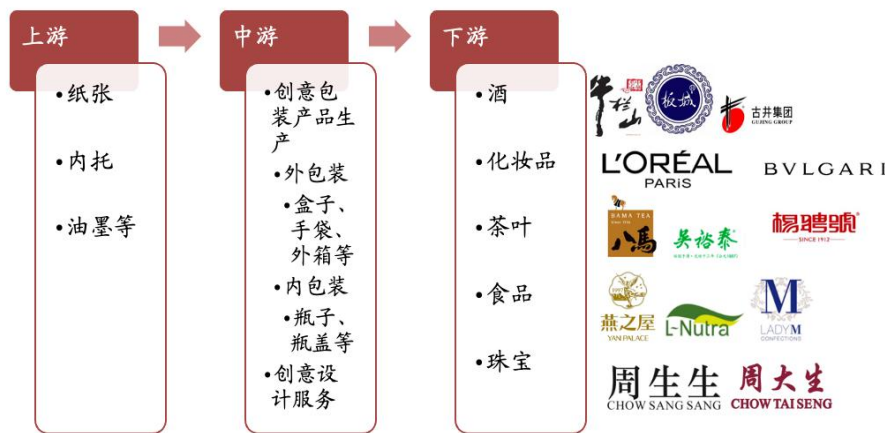 上游
•纸张
•内托
•油墨等
中游
•创意包
装产品生
产
•外包装
•盒子、
手袋、
外箱等
•内包装
•瓶子、
瓶盖等
•创意设
计服务
下游
•酒
•化妆品
•茶叶
•食品
•珠宝
牛栏山
板城
古井集团
GUJING GROUP
L'ORÉAL
PARIS
BVLGARI
BAMA TEA
八馬
吴裕泰
杨聘號
SINCE 1912
燕之屋
YAN PALACE
L-Nutra
M
LADY M
CONFECTIONS
周生生
CHOW SANG SANG
周大生
CHOW TAI SENG